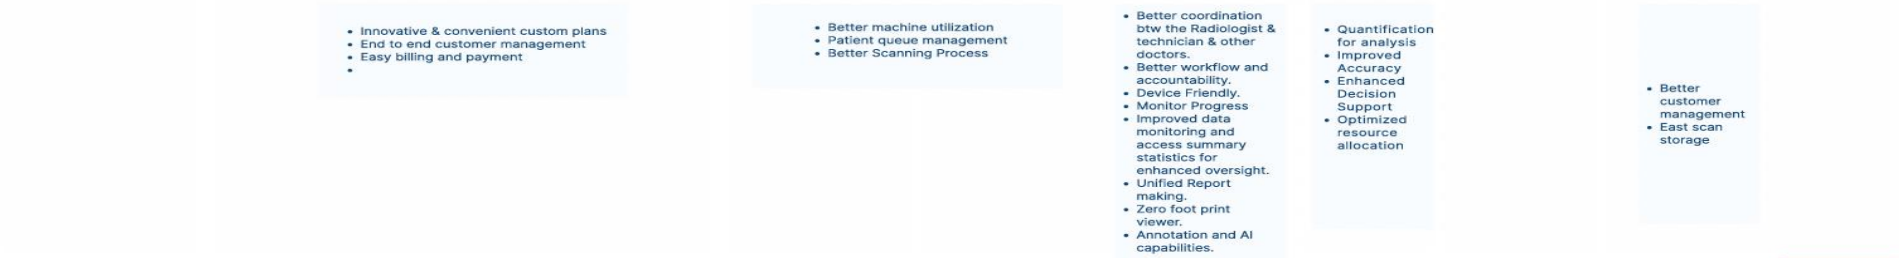 • Innovative & convenient custom plans
• End to end customer management
• Easy billing and payment
•
• Better machine utilization
• Patient queue management
• Better Scanning Process
• Better coordination
btw the Radiologist &
technician & other
doctors.
• Better workflow and
accountability.
• Device Friendly.
• Monitor Progress
• Improved data
monitoring and
access summary
statistics for
enhanced oversight.
• Unified Report
making.
• Zero foot print
viewer.
• Annotation and AI
capabilities.
• Quantification
for analysis
• Improved
Accuracy
• Enhanced
Decision
Support
• Optimized
resource
allocation
• Better
customer
management
• East scan
storage